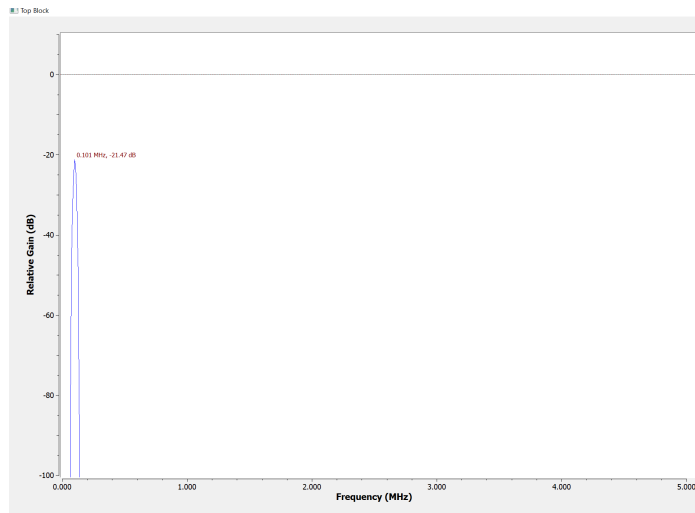 Top Block
0
0.101 MHz, -21.47 dB
-20
-40
-60
-80
-100
Relative Gain (dB)
0.000 1.000 2.000 3.000 4.000 5.000
Frequency (MHz)